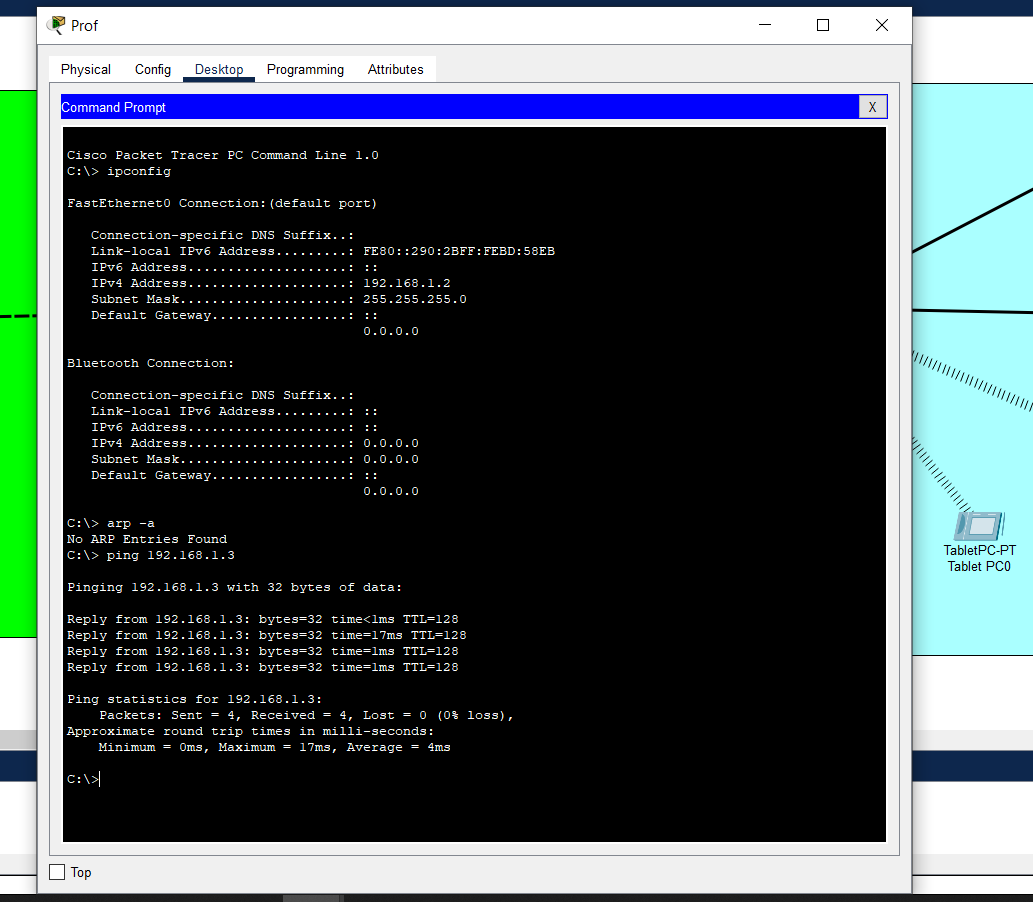 Prof
Physical Config Desktop Programming Attributes
Command Prompt X
Cisco Packet Tracer PC Command Line 1.0
C:\> ipconfig
FastEthernet0 Connection:(default port)
Connection-specific DNS Suffix..:
Link-local IPv6 Address.........: FE80::290:2BFF:FEBD:58EB
IPv6 Address....................: ::
IPv4 Address....................: 192.168.1.2
Subnet Mask.....................: 255.255.255.0
Default Gateway.................: ::
0.0.0.0
Bluetooth Connection:
Connection-specific DNS Suffix..:
Link-local IPv6 Address.........: ::
IPv6 Address....................: ::
IPv4 Address....................: 0.0.0.0
Subnet Mask.....................: 0.0.0.0
Default Gateway.................: ::
0.0.0.0
C:\> arp -a
No ARP Entries Found
C:\> ping 192.168.1.3
Pinging 192.168.1.3 with 32 bytes of data:
Reply from 192.168.1.3: bytes=32 time<1ms TTL=128
Reply from 192.168.1.3: bytes=32 time=17ms TTL=128
Reply from 192.168.1.3: bytes=32 time=1ms TTL=128
Reply from 192.168.1.3: bytes=32 time=1ms TTL=128
Ping statistics for 192.168.1.3:
Packets: Sent = 4, Received = 4, Lost = 0 (0% loss),
Approximate round trip times in milli-seconds:
Minimum = 0ms, Maximum = 17ms, Average = 4ms
C:\>
Top
TabletPC-PT
Tablet PC0